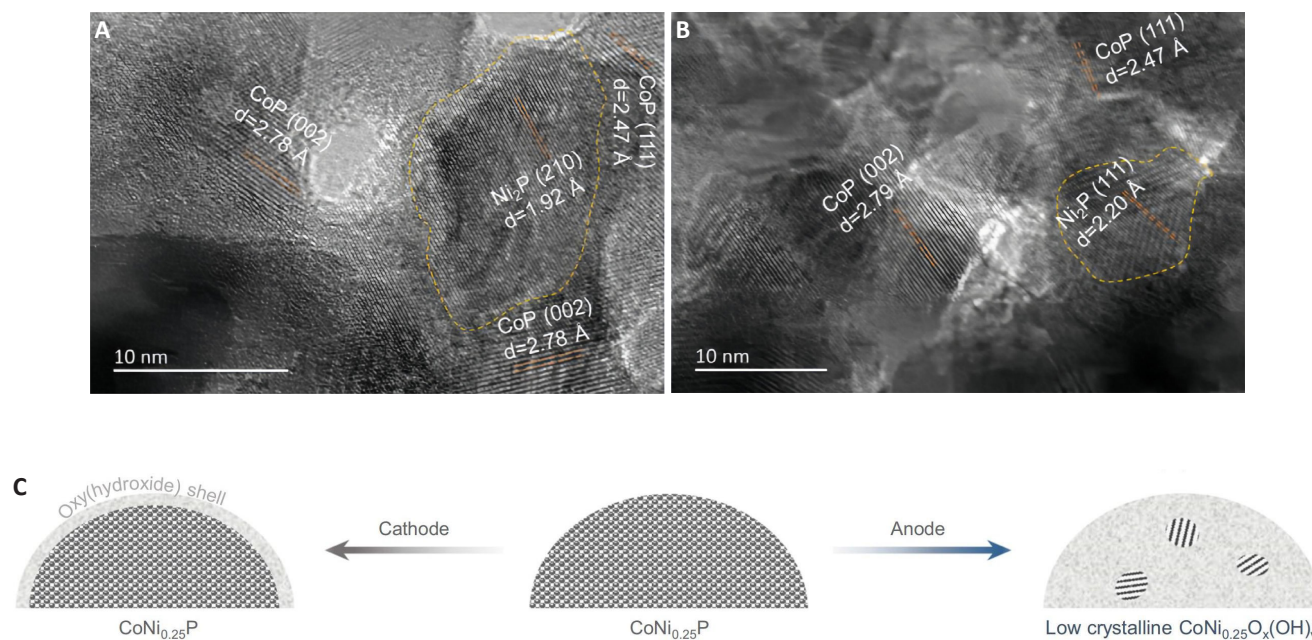 A
CoP (002)
d=2.78 Å
Ni₂P (210)
d=1.92 Å
CoP (111)
d=2.47 Å
CoP (002)
d=2.78 Å
10 nm
B
CoP (111)
d=2.47 Å
CoP (002)
d=2.79 Å
Ni₂P (111)
d=2.20 Å
10 nm
C
Oxy(hydroxide) shell
Cathode
Anode
CoNi₀.₂₅P
CoNi₀.₂₅P
Low crystalline CoNi₀.₂₅Oₓ(OH)